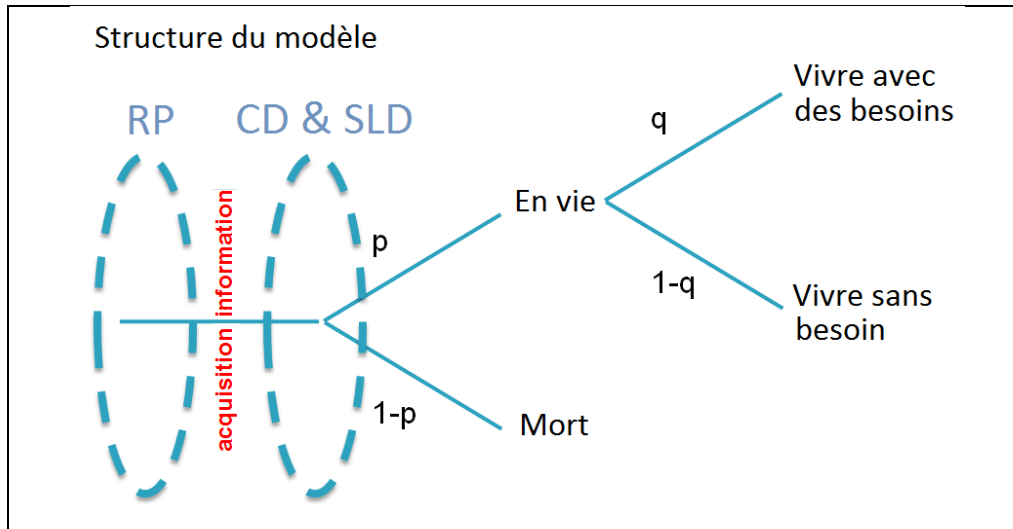 Structure du modèle
RP
CD & SLD
acquisition information
p
1-p
En vie
Mort
q
1-q
Vivre avec
des besoins
Vivre sans
besoin